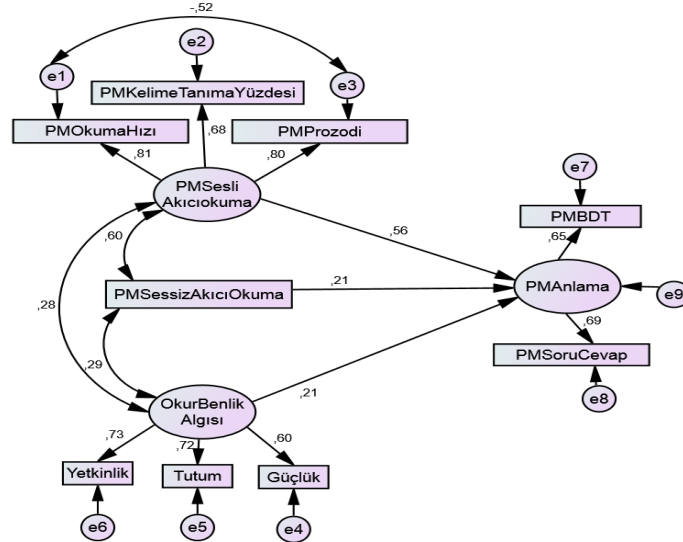 -,52
e2
e1
e3
PMKelimeTanımaYüzdesi
PMOkumaHızı
PMProzodi
,68
,81
,80
PMSesli
Akıcıokuma
e7
PMBDT
,60
,56
,65
PMSessizAkıcıOkuma
,21
PMAnlama
e9
,28
,69
,29
PMSoruCevap
,21
e8
OkurBenlik
Algısı
,73
,72
,60
Yetkinlik
Tutum
Güçlük
e6
e5
e4